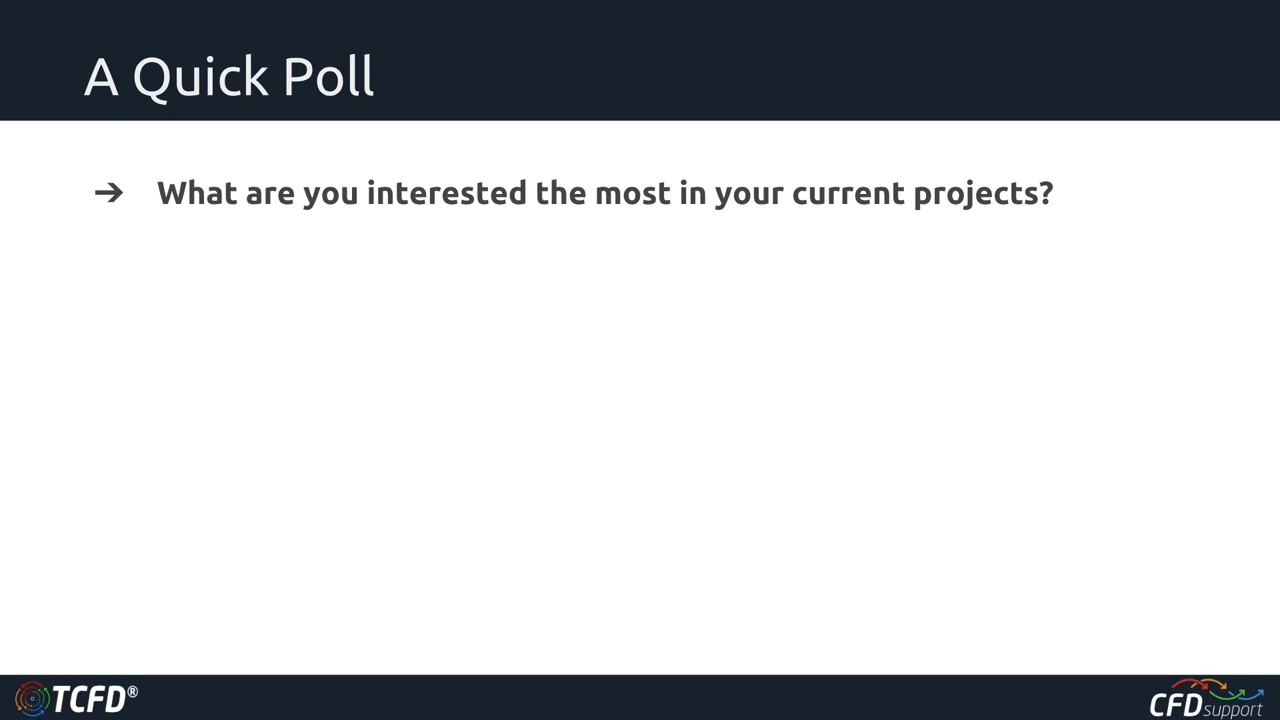 A Quick Poll
➔ What are you interested the most in your current projects?
TCFD®
CFDsupport